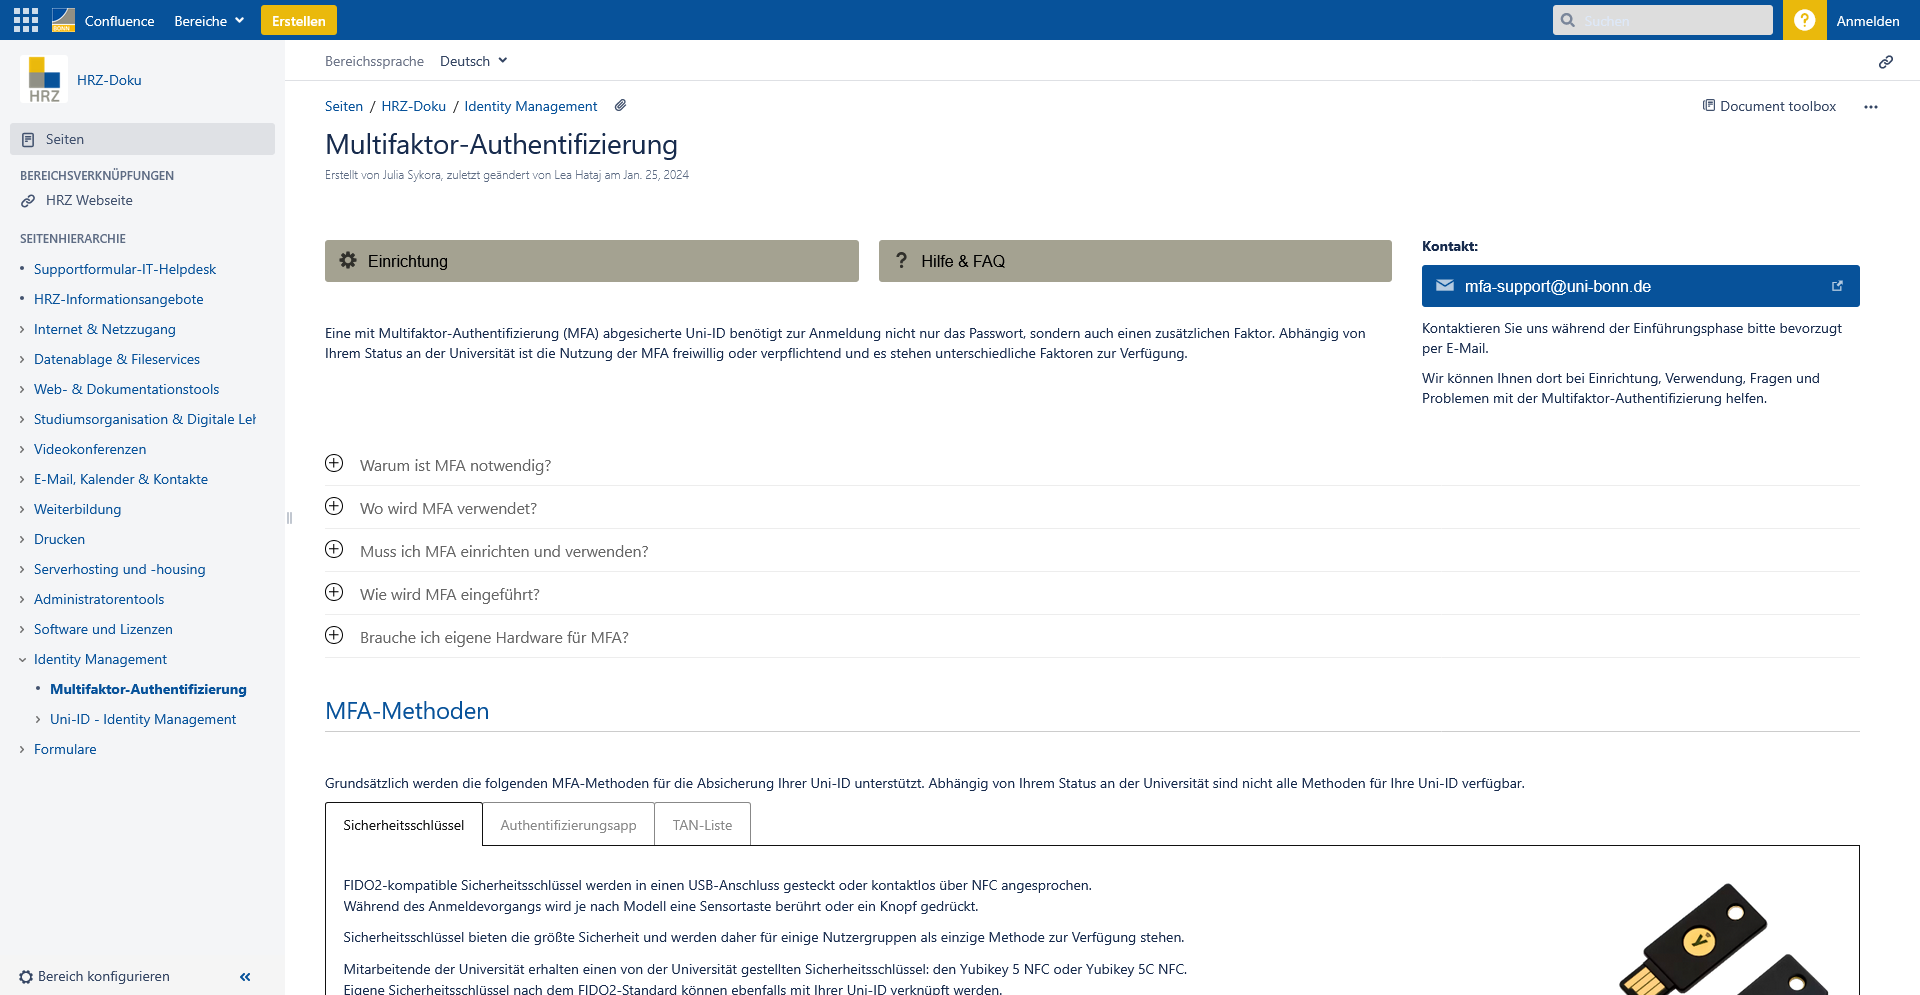 Confluence
Bereiche
Erstellen
Suchen
Anmelden
HRZ
HRZ-Doku
Seiten
BEREICHSVERKNÜPFUNGEN
HRZ Webseite
SEITENHIERARCHIE
Supportformular-IT-Helpdesk
HRZ-Informationsangebote
Internet & Netzzugang
Datenablage & Fileservices
Web- & Dokumentationstools
Studiumsorganisation & Digitale Leh
Videokonferenzen
E-Mail, Kalender & Kontakte
Weiterbildung
Drucken
Serverhosting und -housing
Administratorentools
Software und Lizenzen
Identity Management
Multifaktor-Authentifizierung
Uni-ID - Identity Management
Formulare
Bereich konfigurieren
Bereichssprache Deutsch
Seiten / HRZ-Doku / Identity Management
Document toolbox
Multifaktor-Authentifizierung
Erstellt von Julia Sykora, zuletzt geändert von Lea Hataj am Jan. 25, 2024
Einrichtung
? Hilfe & FAQ
Kontakt:
mfa-support@uni-bonn.de
Kontaktieren Sie uns während der Einführungsphase bitte bevorzugt
per E-Mail.
Wir können Ihnen dort bei Einrichtung, Verwendung, Fragen und
Problemen mit der Multifaktor-Authentifizierung helfen.
Eine mit Multifaktor-Authentifizierung (MFA) abgesicherte Uni-ID benötigt zur Anmeldung nicht nur das Passwort, sondern auch einen zusätzlichen Faktor. Abhängig von
Ihrem Status an der Universität ist die Nutzung der MFA freiwillig oder verpflichtend und es stehen unterschiedliche Faktoren zur Verfügung.
Warum ist MFA notwendig?
Wo wird MFA verwendet?
Muss ich MFA einrichten und verwenden?
Wie wird MFA eingeführt?
Brauche ich eigene Hardware für MFA?
MFA-Methoden
Grundsätzlich werden die folgenden MFA-Methoden für die Absicherung Ihrer Uni-ID unterstützt. Abhängig von Ihrem Status an der Universität sind nicht alle Methoden für Ihre Uni-ID verfügbar.
Sicherheitsschlüssel
Authentifizierungsapp
TAN-Liste
FIDO2-kompatible Sicherheitsschlüssel werden in einen USB-Anschluss gesteckt oder kontaktlos über NFC angesprochen.
Während des Anmeldevorgangs wird je nach Modell eine Sensortaste berührt oder ein Knopf gedrückt.
Sicherheitsschlüssel bieten die größte Sicherheit und werden daher für einige Nutzergruppen als einzige Methode zur Verfügung stehen.
Mitarbeitende der Universität erhalten einen von der Universität gestellten Sicherheitsschlüssel: den Yubikey 5 NFC oder Yubikey 5C NFC.
Eigene Sicherheitsschlüssel nach dem FIDO2-Standard können ebenfalls mit Ihrer Uni-ID verknüpft werden.